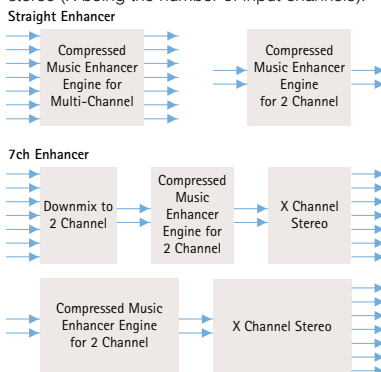 stereo (X being the number of input channels).
Straight Enhancer
Compressed
Music Enhancer
Engine for
Multi-Channel
Compressed
Music Enhancer
Engine
for 2 Channel
7ch Enhancer
Downmix to
2 Channel
Compressed
Music
Enhancer
Engine for
2 Channel
X Channel
Stereo
Compressed Music
Enhancer Engine
for 2 Channel
X Channel Stereo